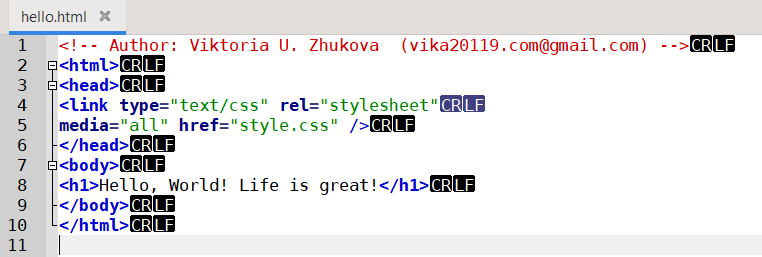 hello.html ×
1 <!-- Author: Viktoria U. Zhukova  (vika20119.com@gmail.com) -->CRLF
2 <html>CRLF
3 <head>CRLF
4 <link type="text/css" rel="stylesheet"CRLF
5 media="all" href="style.css" />CRLF
6 </head>CRLF
7 <body>CRLF
8 <h1>Hello, World! Life is great!</h1>CRLF
9 </body>CRLF
10 </html>CRLF
11